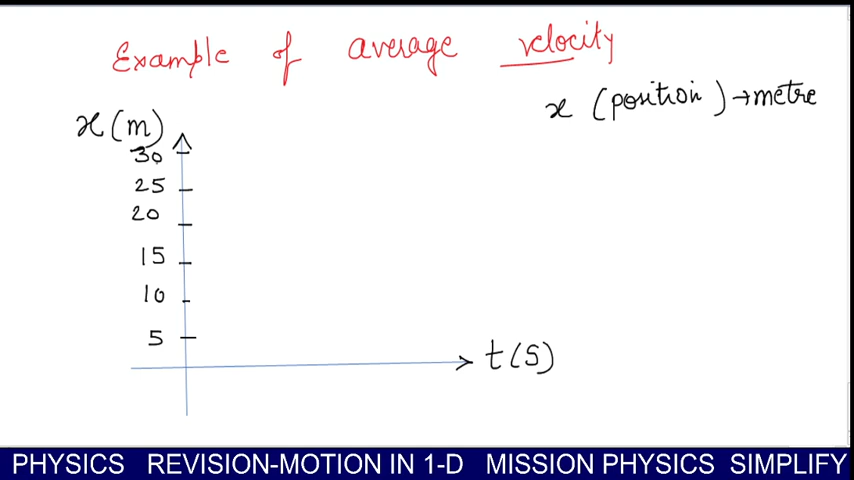 Example of average velocity
x (position) → metre
x (m)
30
25
20
15
10
5
t (s)
PHYSICS REVISION-MOTION IN 1-D MISSION PHYSICS SIMPLIFY